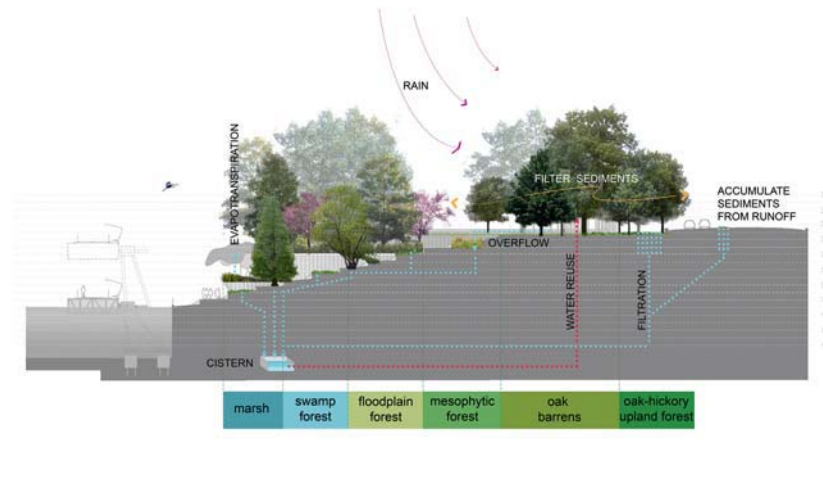 RAIN
EVAPOTRANSPIRATION
FILTER SEDIMENTS
ACCUMULATE
SEDIMENTS
FROM RUNOFF
OVERFLOW
WATER REUSE
FILTRATION
CISTERN
marsh
swamp
forest
floodplain
forest
mesophytic
forest
oak
barrens
oak-hickory
upland forest